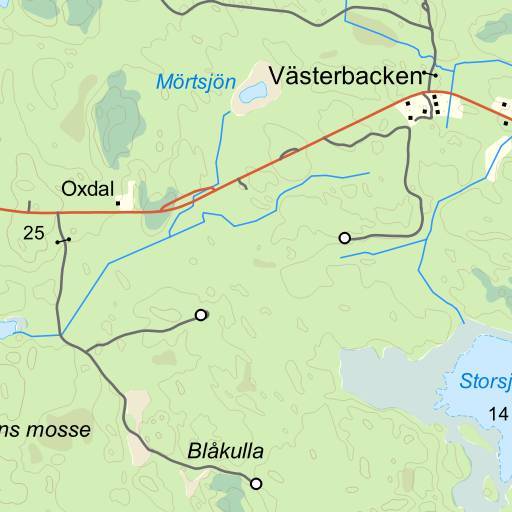 Mörtsjön
Västerbacken
Oxdal
25
Storsj
14
ns mosse
Blåkulla